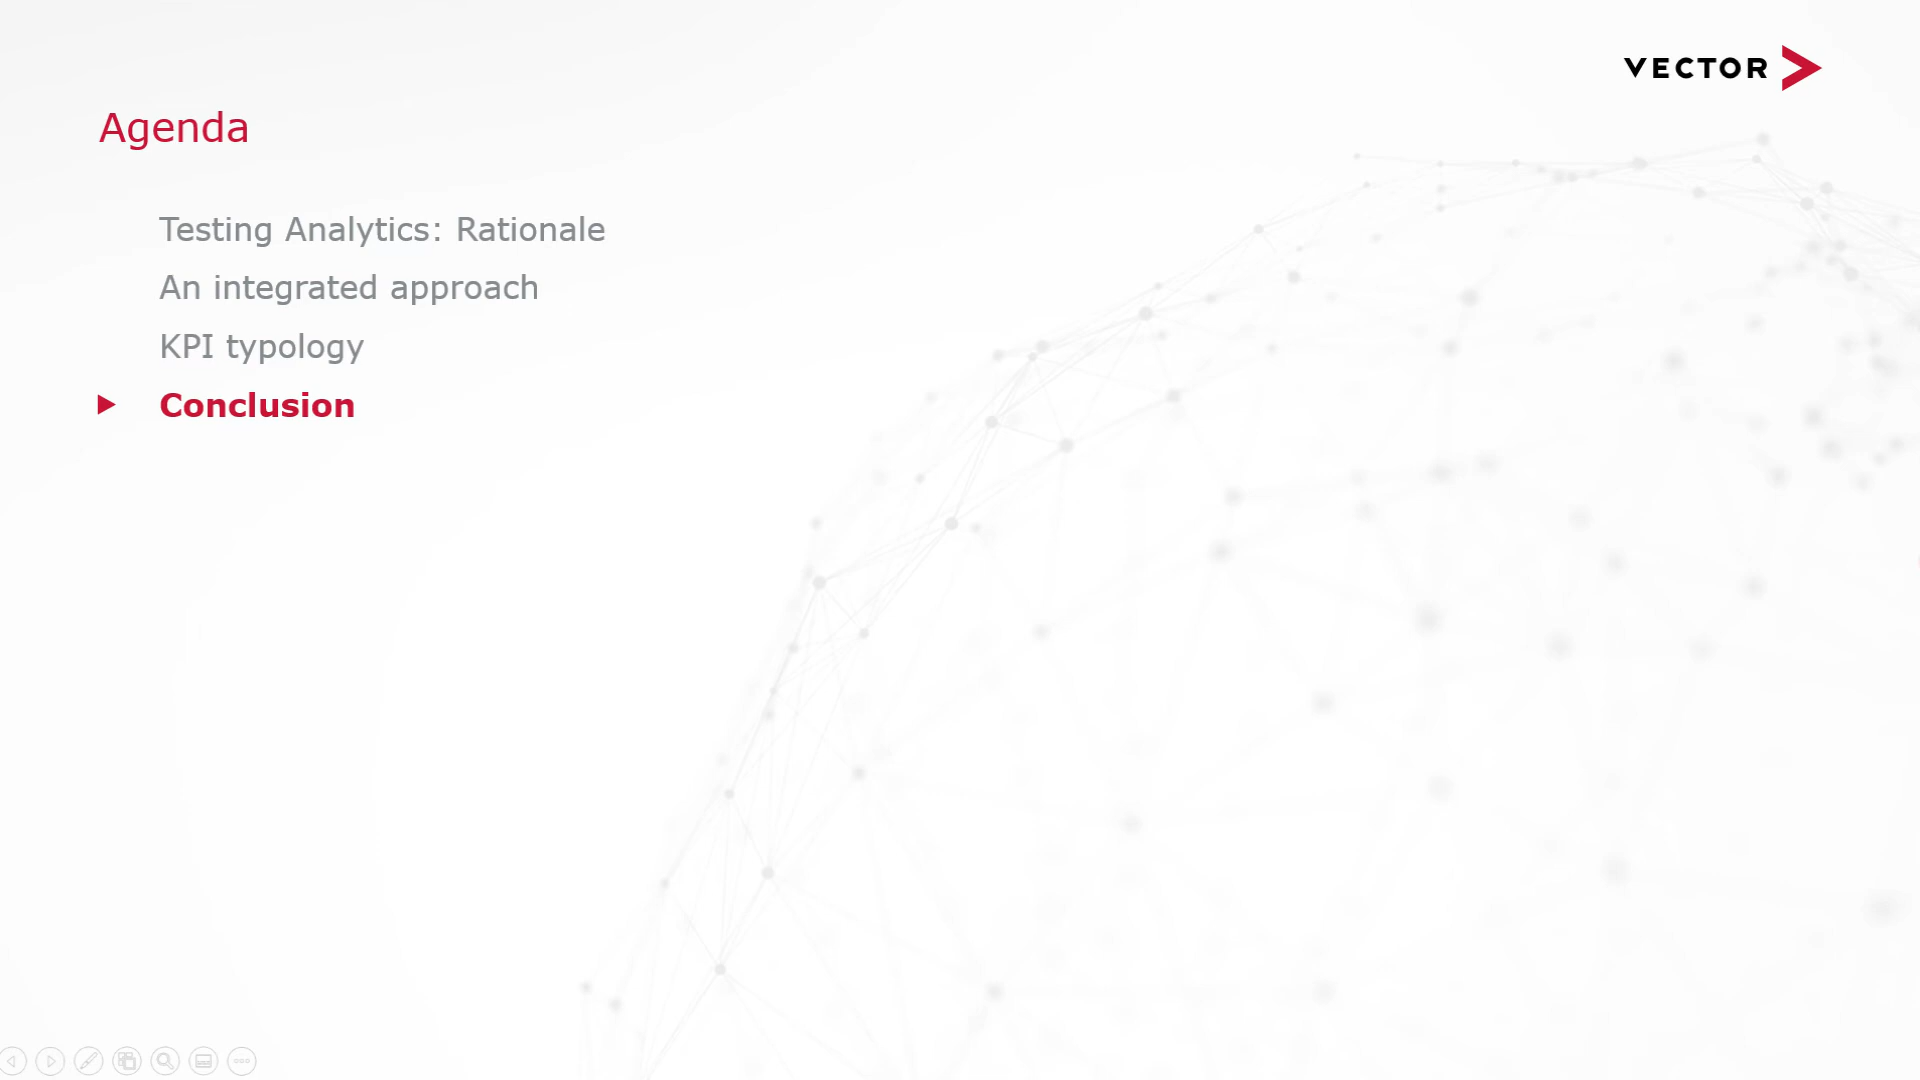 VECTOR
Agenda
Testing Analytics: Rationale
An integrated approach
KPI typology
Conclusion